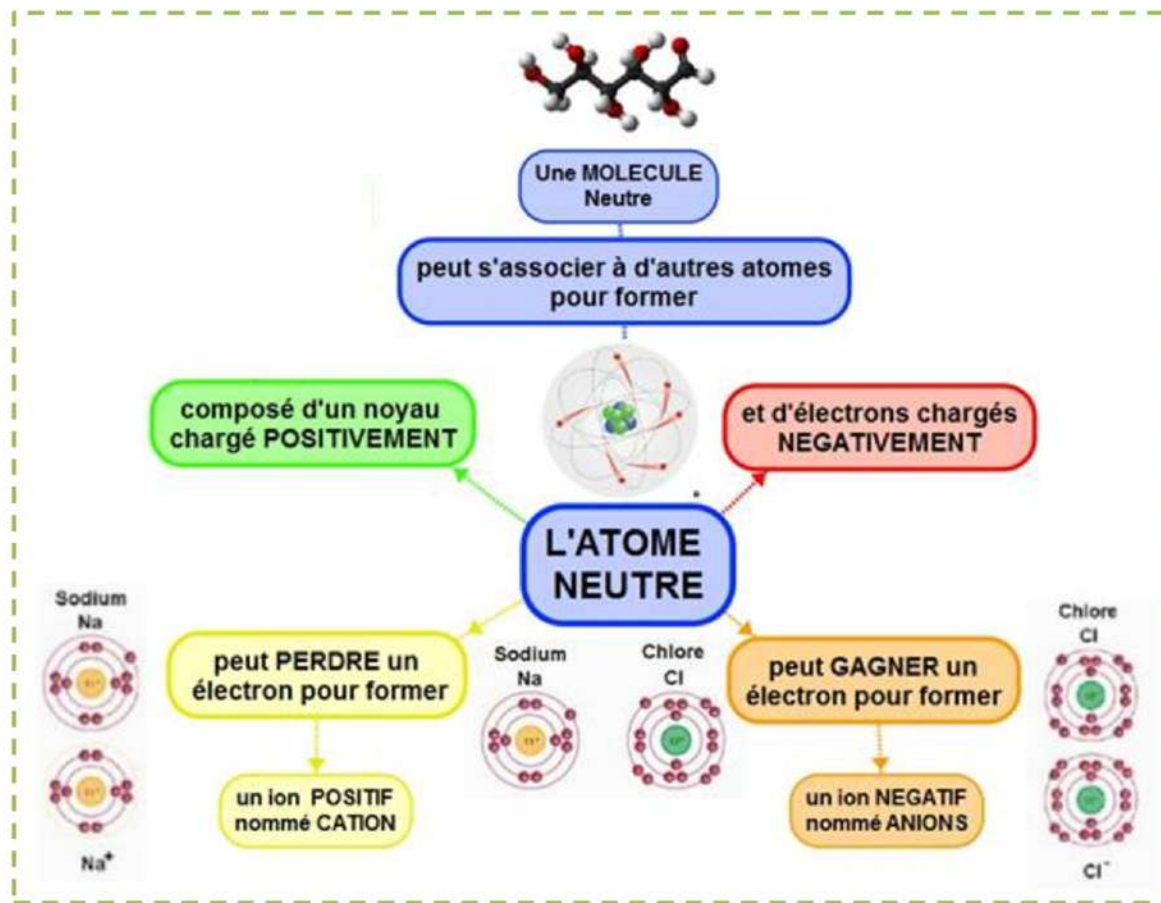 Une MOLECULE
Neutre
peut s'associer à d'autres atomes
pour former
composé d'un noyau
chargé POSITIVEMENT
et d'électrons chargés
NEGATIVEMENT
L'ATOME
NEUTRE
Sodium
Na
peut PERDRE un
électron pour former
Sodium
Na
Chlore
Cl
peut GAGNER un
électron pour former
Chlore
Cl
un ion POSITIF
nommé CATION
un ion NEGATIF
nommé ANIONS
Na+
Cl-